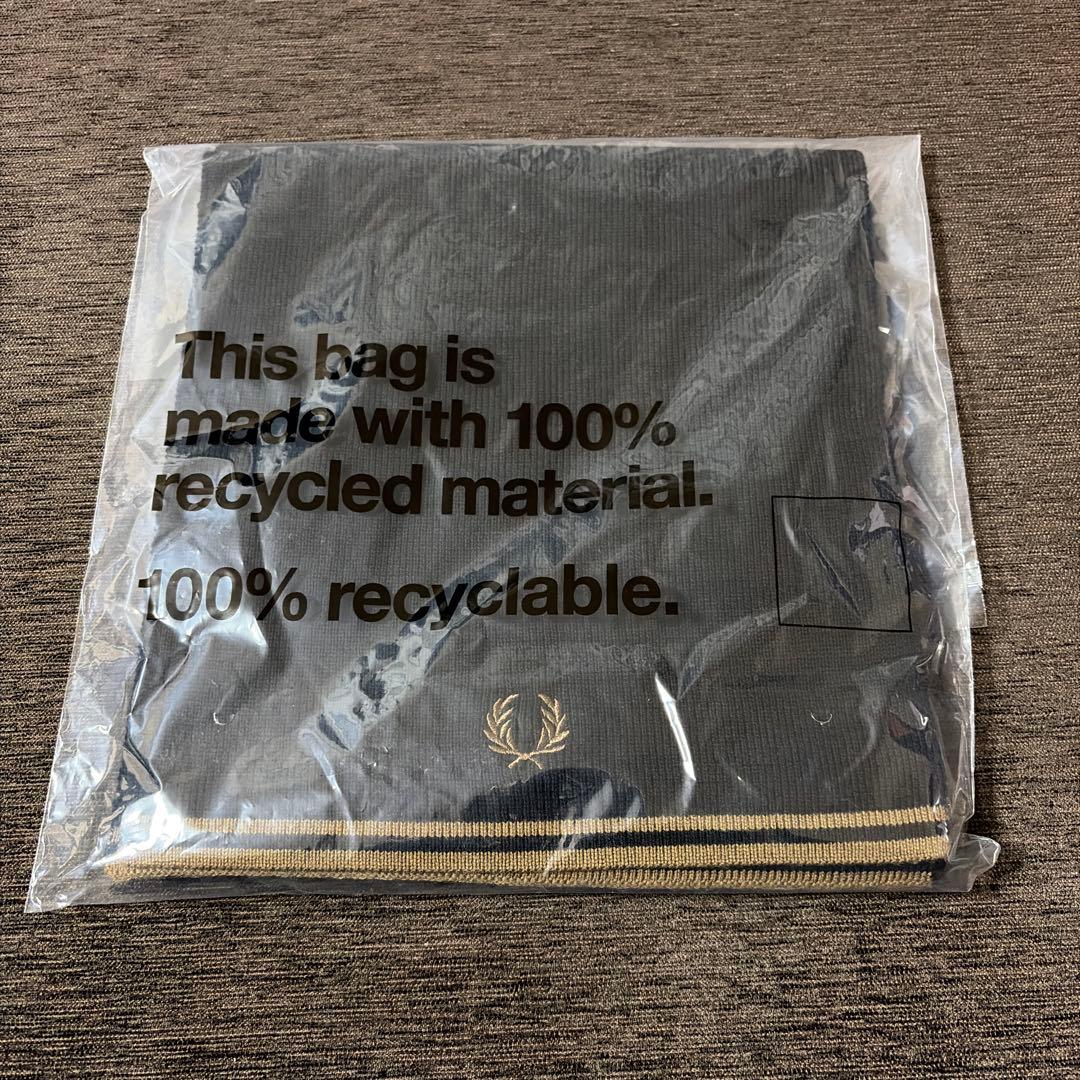 This bag is
made with 100%
recycled material.
100% recyclable.